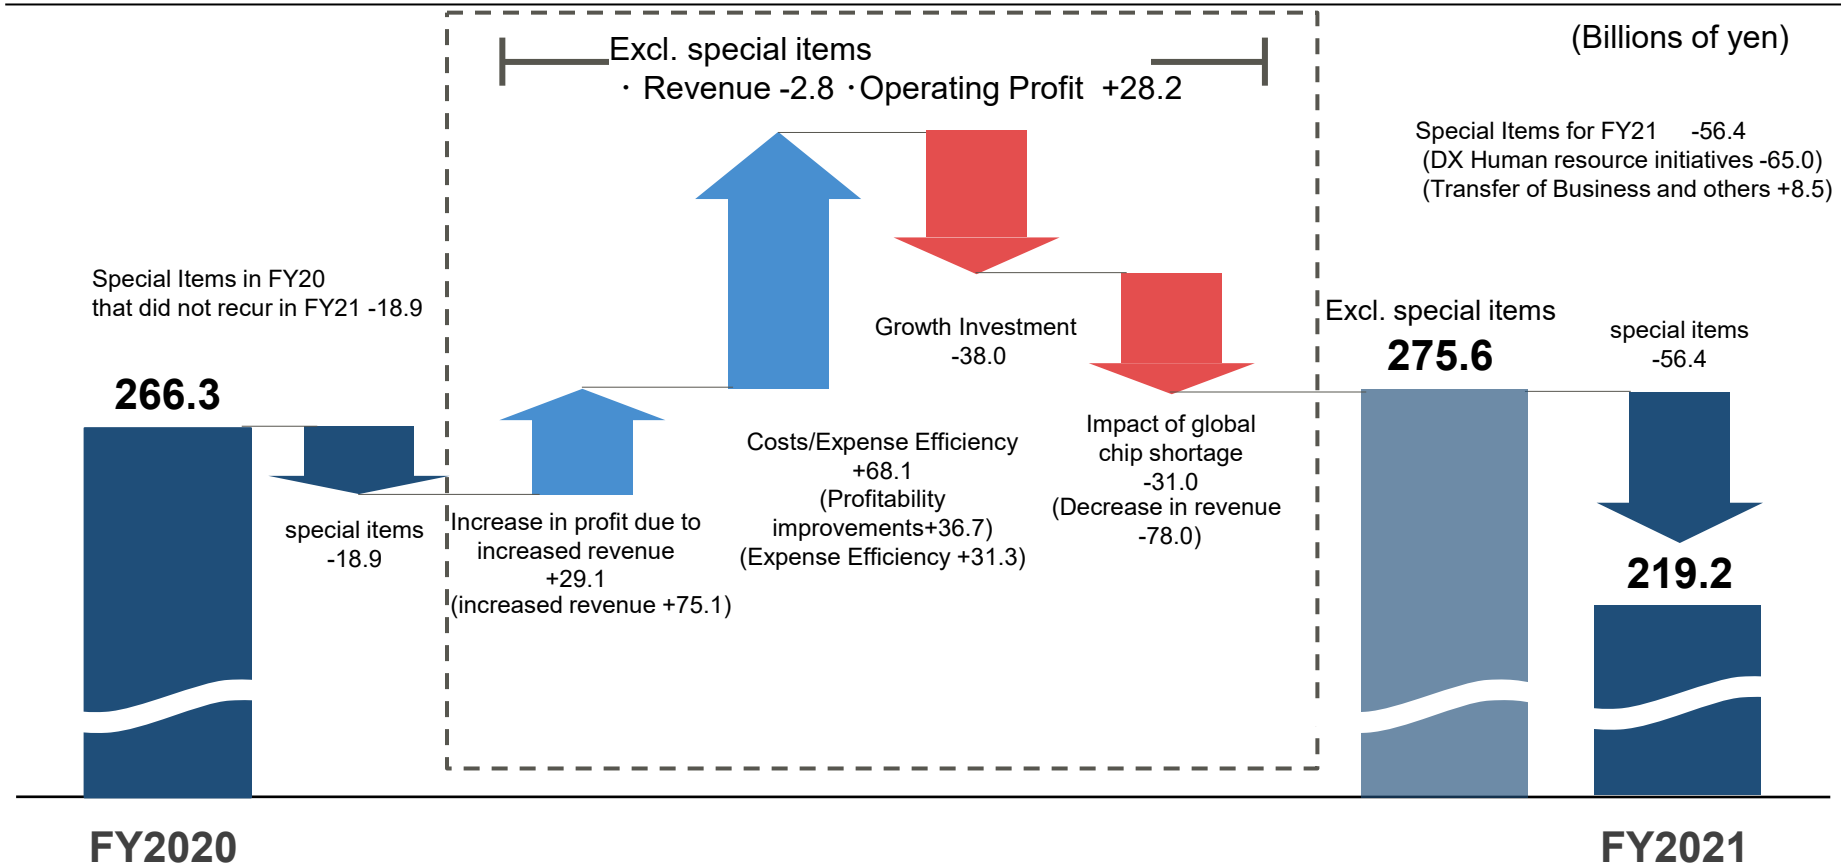 (Billions of yen)
Excl. special items
・Revenue -2.8 ・Operating Profit +28.2
Special Items for FY21 -56.4
(DX Human resource initiatives -65.0)
(Transfer of Business and others +8.5)
Special Items in FY20
that did not recur in FY21 -18.9
266.3
special items
-18.9
Increase in profit due to
increased revenue
+29.1
(increased revenue +75.1)
Costs/Expense Efficiency
+68.1
(Profitability
improvements+36.7)
(Expense Efficiency +31.3)
Growth Investment
-38.0
Impact of global
chip shortage
-31.0
(Decrease in revenue
-78.0)
Excl. special items
275.6
special items
-56.4
219.2
FY2020
FY2021